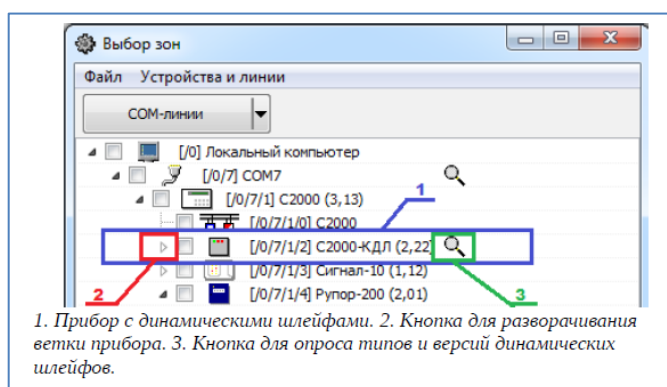 Выбор зон
Файл Устройства и линии
COM-линии
[/0] Локальный компьютер
[/0/7] COM7
[/0/7/1] С2000 (3,13)
1
[/0/7/1/0] С2000
[/0/7/1/2] С2000-КДЛ (2,22)
[/0/7/1/3] Сигнал-10 (1,12)
2
[/0/7/1/4] Рупор-200 (2,01)
3
1. Прибор с динамическими шлейфами. 2. Кнопка для разворачивания
ветки прибора. 3. Кнопка для опроса типов и версий динамических
шлейфов.